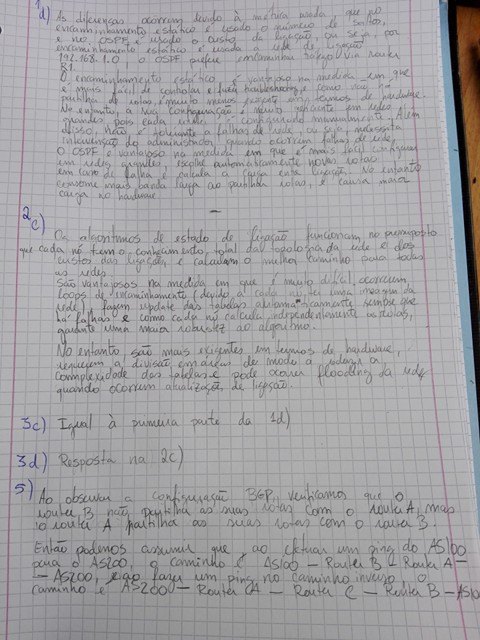 1d) As diferenças ocorrem devido à métrica usada, que no
encaminhamento estático é usado o número de saltos,
e no OSPF é usado o custo da ligação, ou seja, por
encaminhamento estático é usada a rede de ligação
192.168.1.0, o OSPF prefere encaminhar tráfego via router
R1.
O encaminhamento estático é vantajoso na medida em que
é mais fácil de controlar e fazer troubleshooting, e como não há
partilha de rotas, é muito menos exigente em termos de hardware.
No entanto, a sua configuração é muito ineficiente em redes
grandes pois cada rede é configurada manualmente. Além
disso, não é tolerante a falhas de rede, ou seja, necessita
intervenção do administrador, quando ocorrem falhas de rede.
O OSPF é vantajoso na medida em que é mais fácil configurar
em redes grandes, escolhe automaticamente novas rotas
em caso de falha e calcula a carga entre ligações. No entanto
consome mais banda larga ao partilhar rotas, e causa maior
carga no hardware.
2c)
Os algoritmos de estado de ligação funcionam no pressuposto
que cada nó tem o conhecimento total da topologia da rede e dos
custos das ligações, e calculam o melhor caminho para todas
as redes.
São vantajosos na medida em que é muito difícil ocorrerem
loops de encaminhamento (devido a cada nó ter uma imagem da
rede), fazem update das tabelas automaticamente sempre que
há falhas e como cada nó calcula independentemente as rotas,
garante uma maior robustez ao algoritmo.
No entanto são mais exigentes em termos de hardware,
requerem a divisão em áreas de modo a reduzir a
complexidade das tabelas e pode ocorrer flooding da rede
quando ocorrem atualizações de ligação.
3c) Igual à primeira parte da 1d)
3d) Resposta na 2c)
5)
Ao observar a configuração BGP, verificamos que o
router B não partilha as suas rotas com o router A, mas
o router A partilha as suas rotas com o router B.
Então podemos assumir que, ao efetuar um ping do AS100
para o AS200, o caminho é AS100 — Router B — Router A —
— AS200, e ao fazer um ping no caminho inverso o
caminho é AS200 — Router A — Router C — Router B — AS100